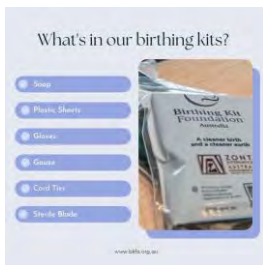 What's in our birthing kits?
Soap
Plastic Sheets
Gloves
Gauze
Cord Ties
Sterile Blade
Birthing Kit
Foundation
Australia
A cleaner birth
and a cleaner earth
ZONT
www.bkfa.org.au